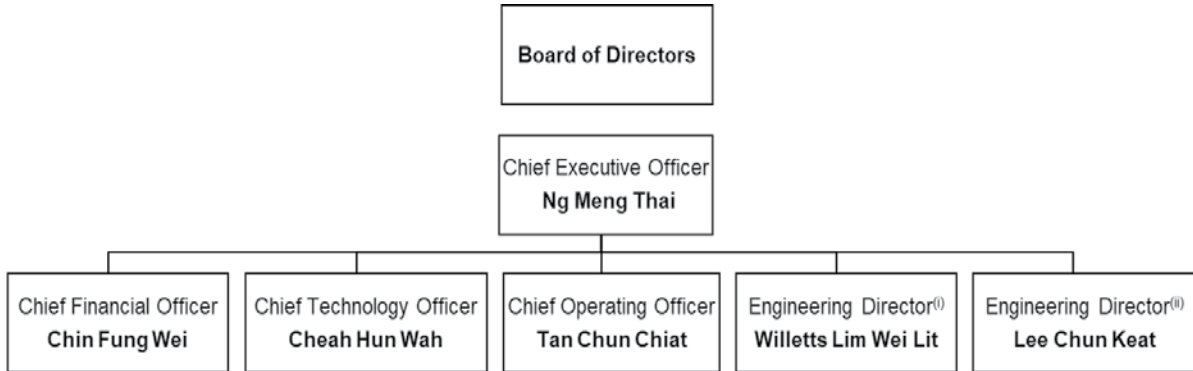 Board of Directors
Chief Executive Officer
Ng Meng Thai
Chief Financial Officer
Chin Fung Wei
Chief Technology Officer
Cheah Hun Wah
Chief Operating Officer
Tan Chun Chiat
Engineering Director(i)
Willetts Lim Wei Lit
Engineering Director(ii)
Lee Chun Keat